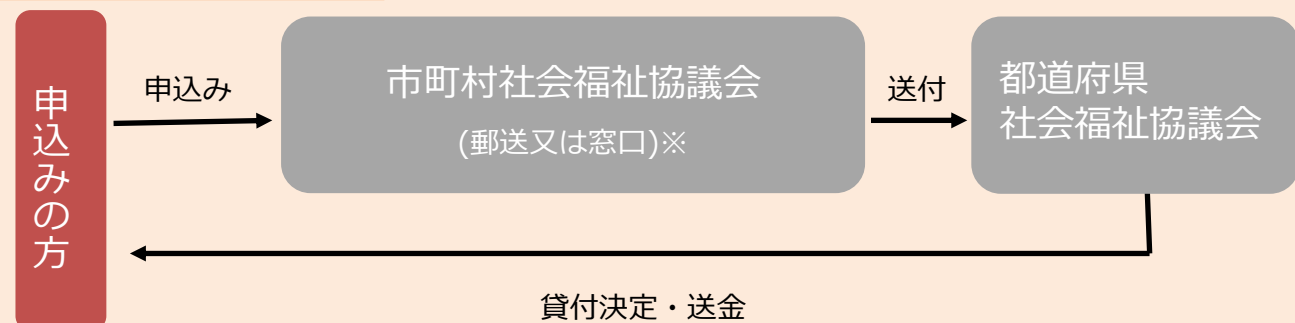 申込みの方
申込み
市町村社会福祉協議会
(郵送又は窓口)※
送付
都道府県
社会福祉協議会
貸付決定・送金